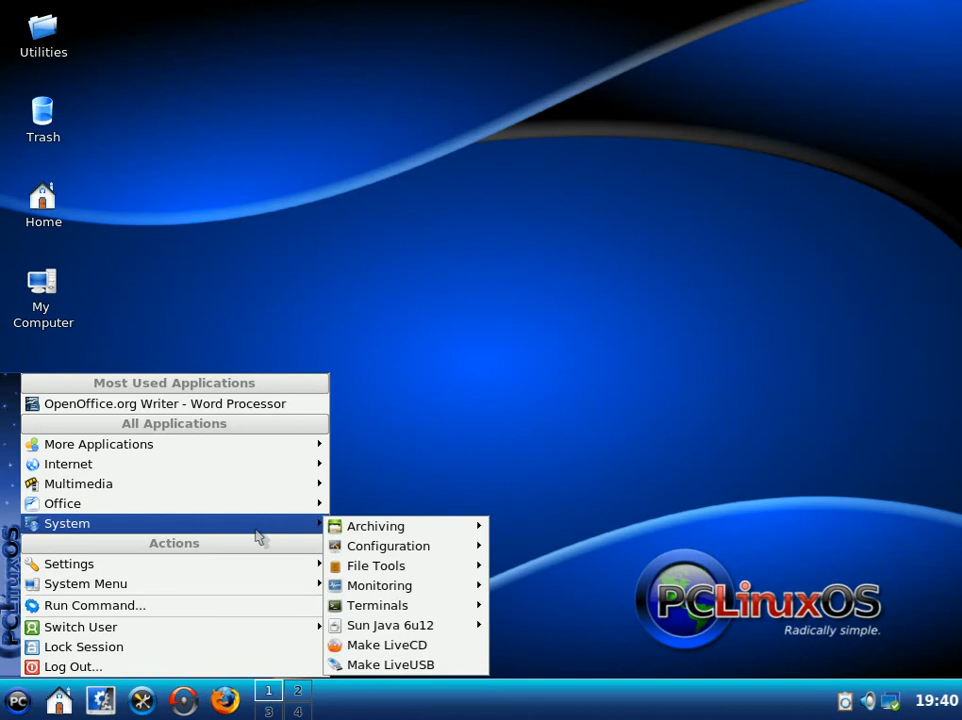 Utilities
Trash
Home
My
Computer
Most Used Applications
OpenOffice.org Writer - Word Processor
All Applications
More Applications
Internet
Multimedia
Office
System
Actions
Settings
System Menu
Run Command...
Switch User
Lock Session
Log Out...
PCLinuxOS
Archiving
Configuration
File Tools
Monitoring
Terminals
Sun Java 6u12
Make LiveCD
Make LiveUSB
PCLinuxOS
Radically simple.
PC
1 2
3 4
19:40